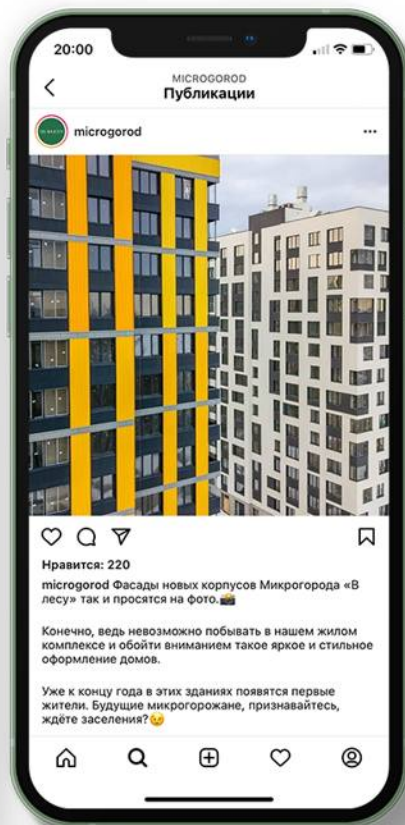 20:00
MICROGOROD
Публикации
microgorod
Нравится: 220
microgorod Фасады новых корпусов Микрогорода «В
лесу» так и просятся на фото.📸
Конечно, ведь невозможно побывать в нашем жилом
комплексе и обойти вниманием такое яркое и стильное
оформление домов.
Уже к концу года в этих зданиях появятся первые
жители. Будущие микрогорожане, признавайтесь,
ждёте заселения?😉